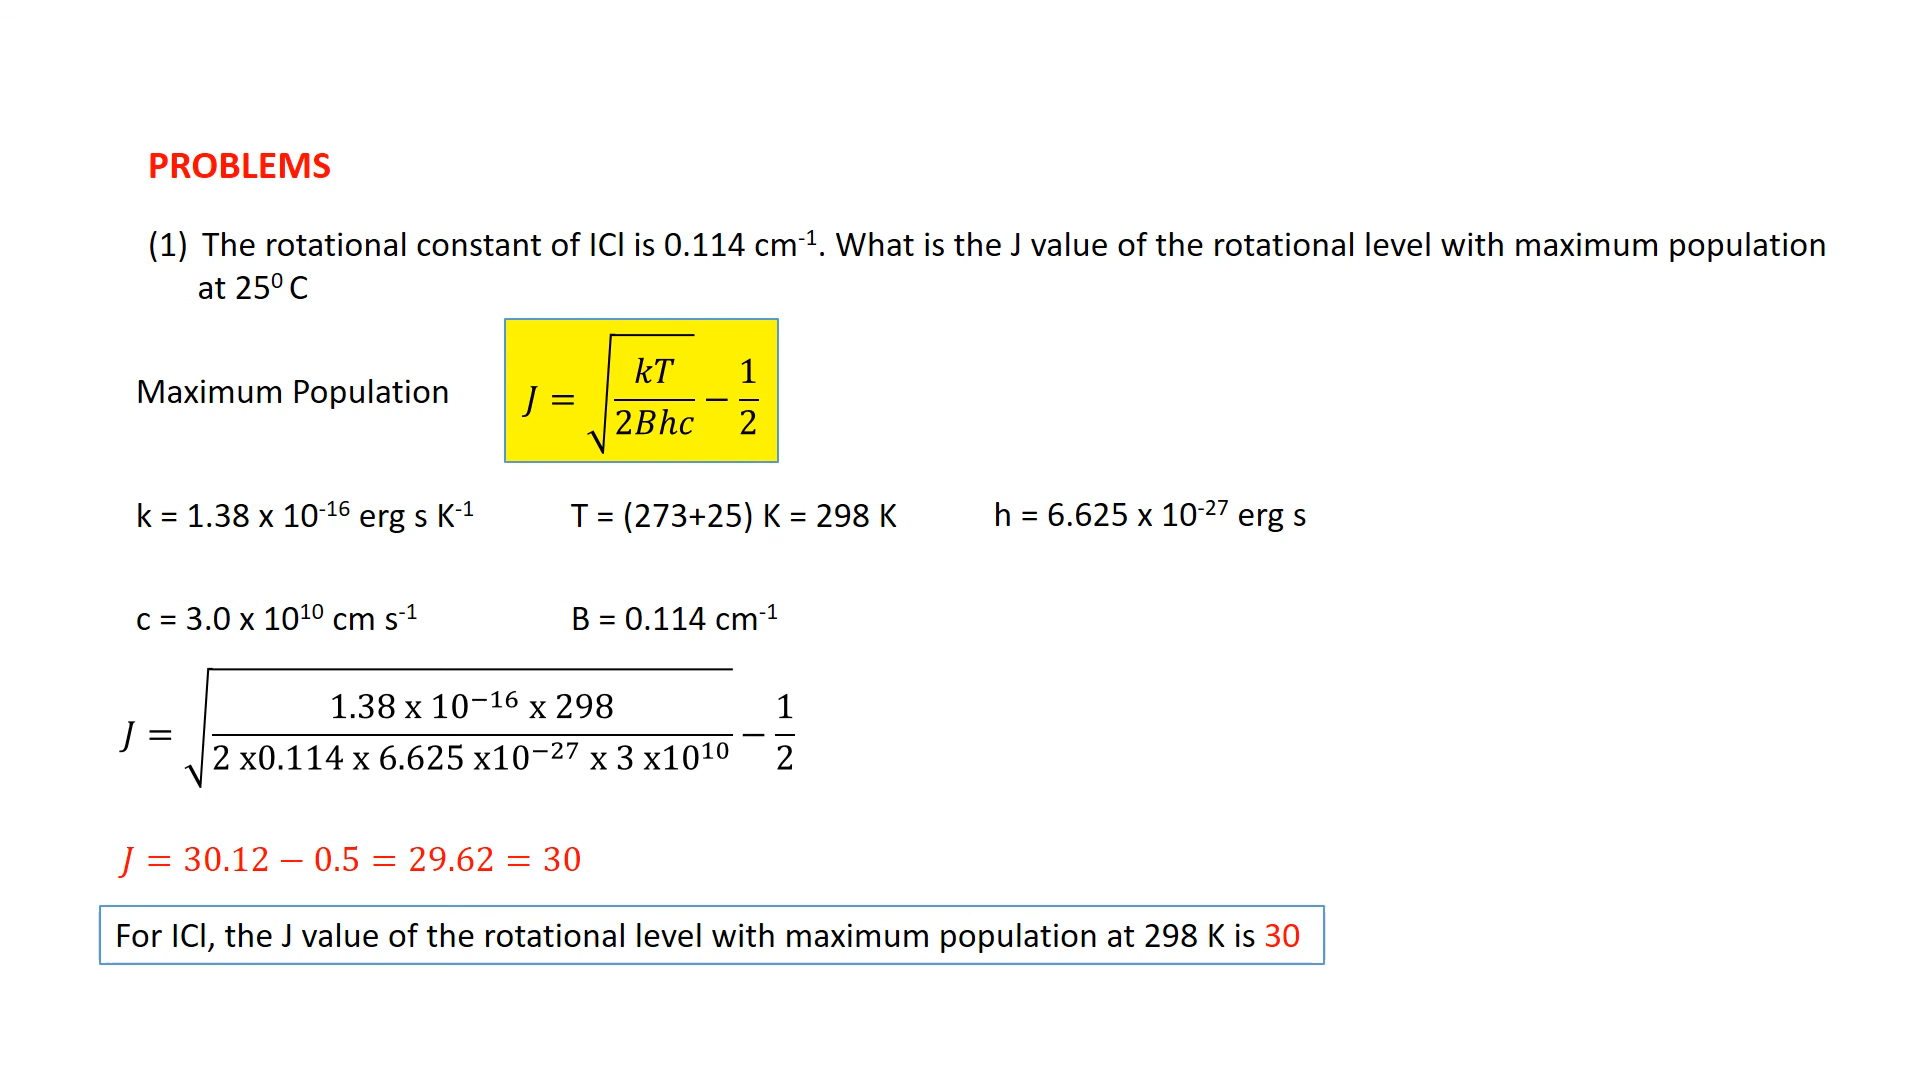 PROBLEMS
(1) The rotational constant of ICl is 0.114 cm⁻¹. What is the J value of the rotational level with maximum population
at 25⁰ C
Maximum Population J = √(kT / 2Bhc) − 1/2
k = 1.38 x 10⁻¹⁶ erg s K⁻¹ T = (273+25) K = 298 K h = 6.625 x 10⁻²⁷ erg s
c = 3.0 x 10¹⁰ cm s⁻¹ B = 0.114 cm⁻¹
J = √(1.38 x 10⁻¹⁶ x 298 / 2 x0.114 x 6.625 x10⁻²⁷ x 3 x10¹⁰) − 1/2
J = 30.12 − 0.5 = 29.62 = 30
For ICl, the J value of the rotational level with maximum population at 298 K is 30